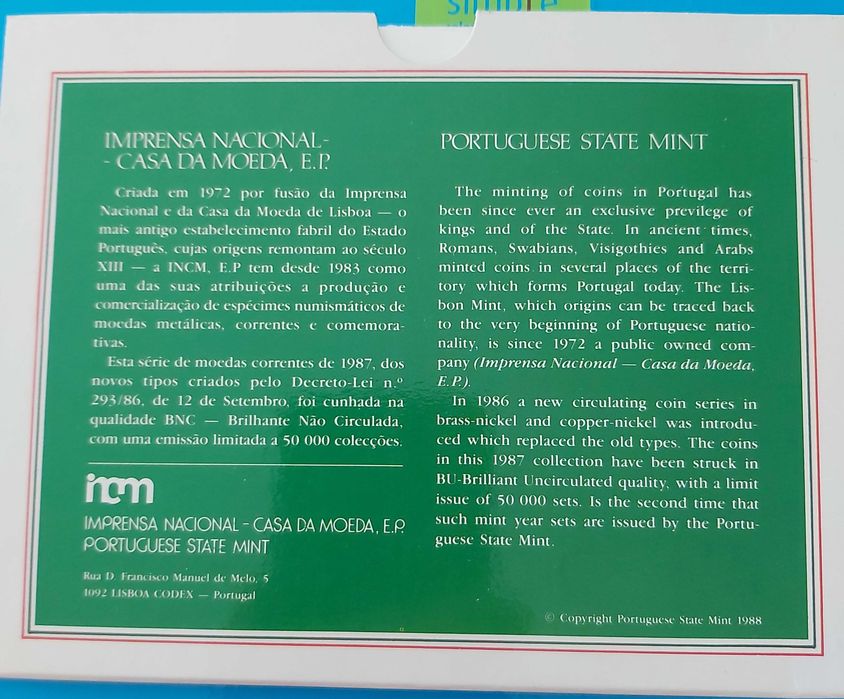 simple
IMPRENSA NACIONAL-
- CASA DA MOEDA, E.P.
Criada em 1972 por fusão da Imprensa
Nacional e da Casa da Moeda de Lisboa — o
mais antigo estabelecimento fabril do Estado
Português, cujas origens remontam ao século
XIII — a INCM, E.P tem desde 1983 como
uma das suas atribuições a produção e
comercialização de espécimes numismáticos de
moedas metálicas, correntes e comemora-
tivas.
Esta série de moedas correntes de 1987, dos
novos tipos criados pelo Decreto-Lei n.º
293/86, de 12 de Setembro, foi cunhada na
qualidade BNC — Brilhante Não Circulada,
com uma emissão limitada a 50 000 colecções.
incm
IMPRENSA NACIONAL - CASA DA MOEDA, E.P.
PORTUGUESE STATE MINT
Rua D. Francisco Manuel de Melo, 5
1092 LISBOA CODEX — Portugal
PORTUGUESE STATE MINT
The minting of coins in Portugal has
been since ever an exclusive previlege of
kings and of the State. In ancient times,
Romans, Swabians, Visigothies and Arabs
minted coins in several places of the terri-
tory which forms Portugal today. The Lis-
bon Mint, which origins can be traced back
to the very beginning of Portuguese natio-
nality, is since 1972 a public owned com-
pany (Imprensa Nacional — Casa da Moeda,
E.P.).
In 1986 a new circulating coin series in
brass-nickel and copper-nickel was introdu-
ced which replaced the old types. The coins
in this 1987 collection have been struck in
BU-Brilliant Uncirculated quality, with a limit
issue of 50 000 sets. Is the second time that
such mint year sets are issued by the Portu-
guese State Mint.
© Copyright Portuguese State Mint 1988